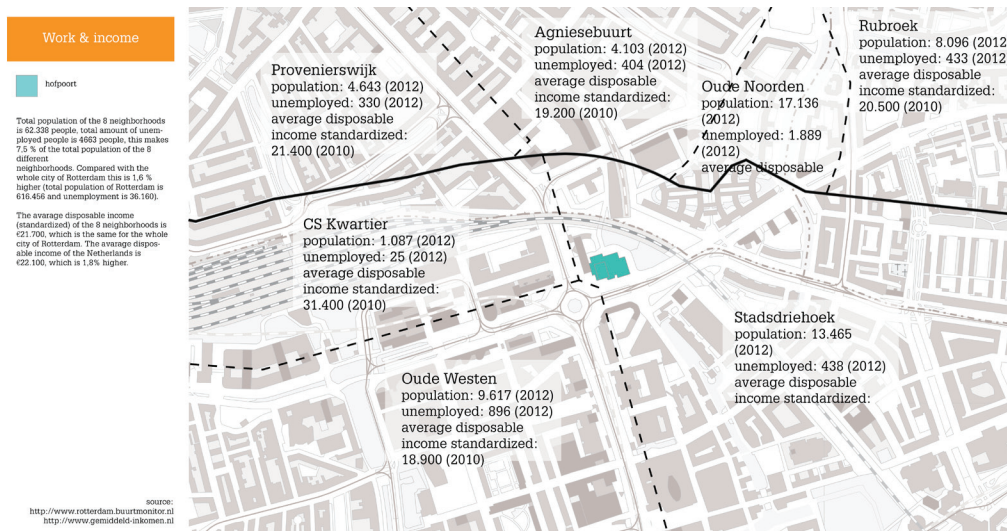 Work & income
hofpoort
Total population of the 8 neighborhoods
is 62.338 people, total amount of unem-
ployed people is 4663 people, this makes
7,5 % of the total population of the 8
different
neighborhoods. Compared with the
whole city of Rotterdam this is 1,6 %
higher (total population of Rotterdam is
616.456 and unemployment is 36.160).
The avarage disposable income
(standardized) of the 8 neighborhoods is
€21.700, which is the same for the whole
city of Rotterdam. The avarage dispos-
able income of the Netherlands is
€22.100, which is 1,8% higher.
source:
http://www.rotterdam.buurtmonitor.nl
http://www.gemiddeld-inkomen.nl
Provenierswijk
population: 4.643 (2012)
unemployed: 330 (2012)
average disposable
income standardized:
21.400 (2010)
Agniesebuurt
population: 4.103 (2012)
unemployed: 404 (2012)
average disposable
income standardized:
19.200 (2010)
Oude Noorden
population: 17.136
(2012)
unemployed: 1.889
(2012)
average disposable
Rubroek
population: 8.096 (2012)
unemployed: 433 (2012)
average disposable
income standardized:
20.500 (2010)
CS Kwartier
population: 1.087 (2012)
unemployed: 25 (2012)
average disposable
income standardized:
31.400 (2010)
Stadsdriehoek
population: 13.465
(2012)
unemployed: 438 (2012)
average disposable
income standardized:
Oude Westen
population: 9.617 (2012)
unemployed: 896 (2012)
average disposable
income standardized:
18.900 (2010)